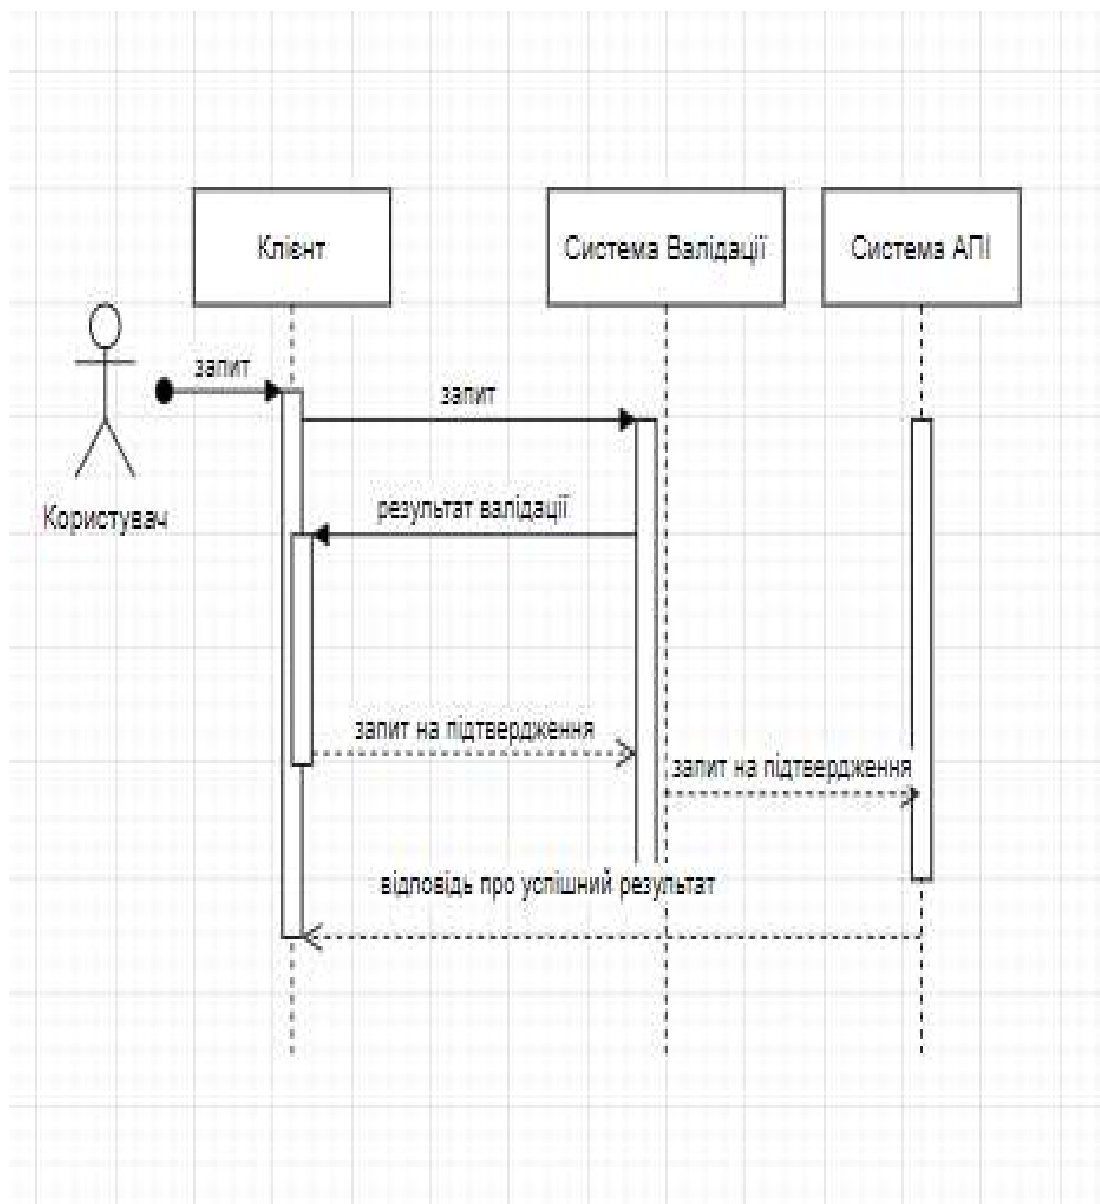 Клієнт
Система Валідації
Система АПІ
запит
запит
результат валідації
Користувач
запит на підтвердження
запит на підтвердження
відповідь про успішний результат